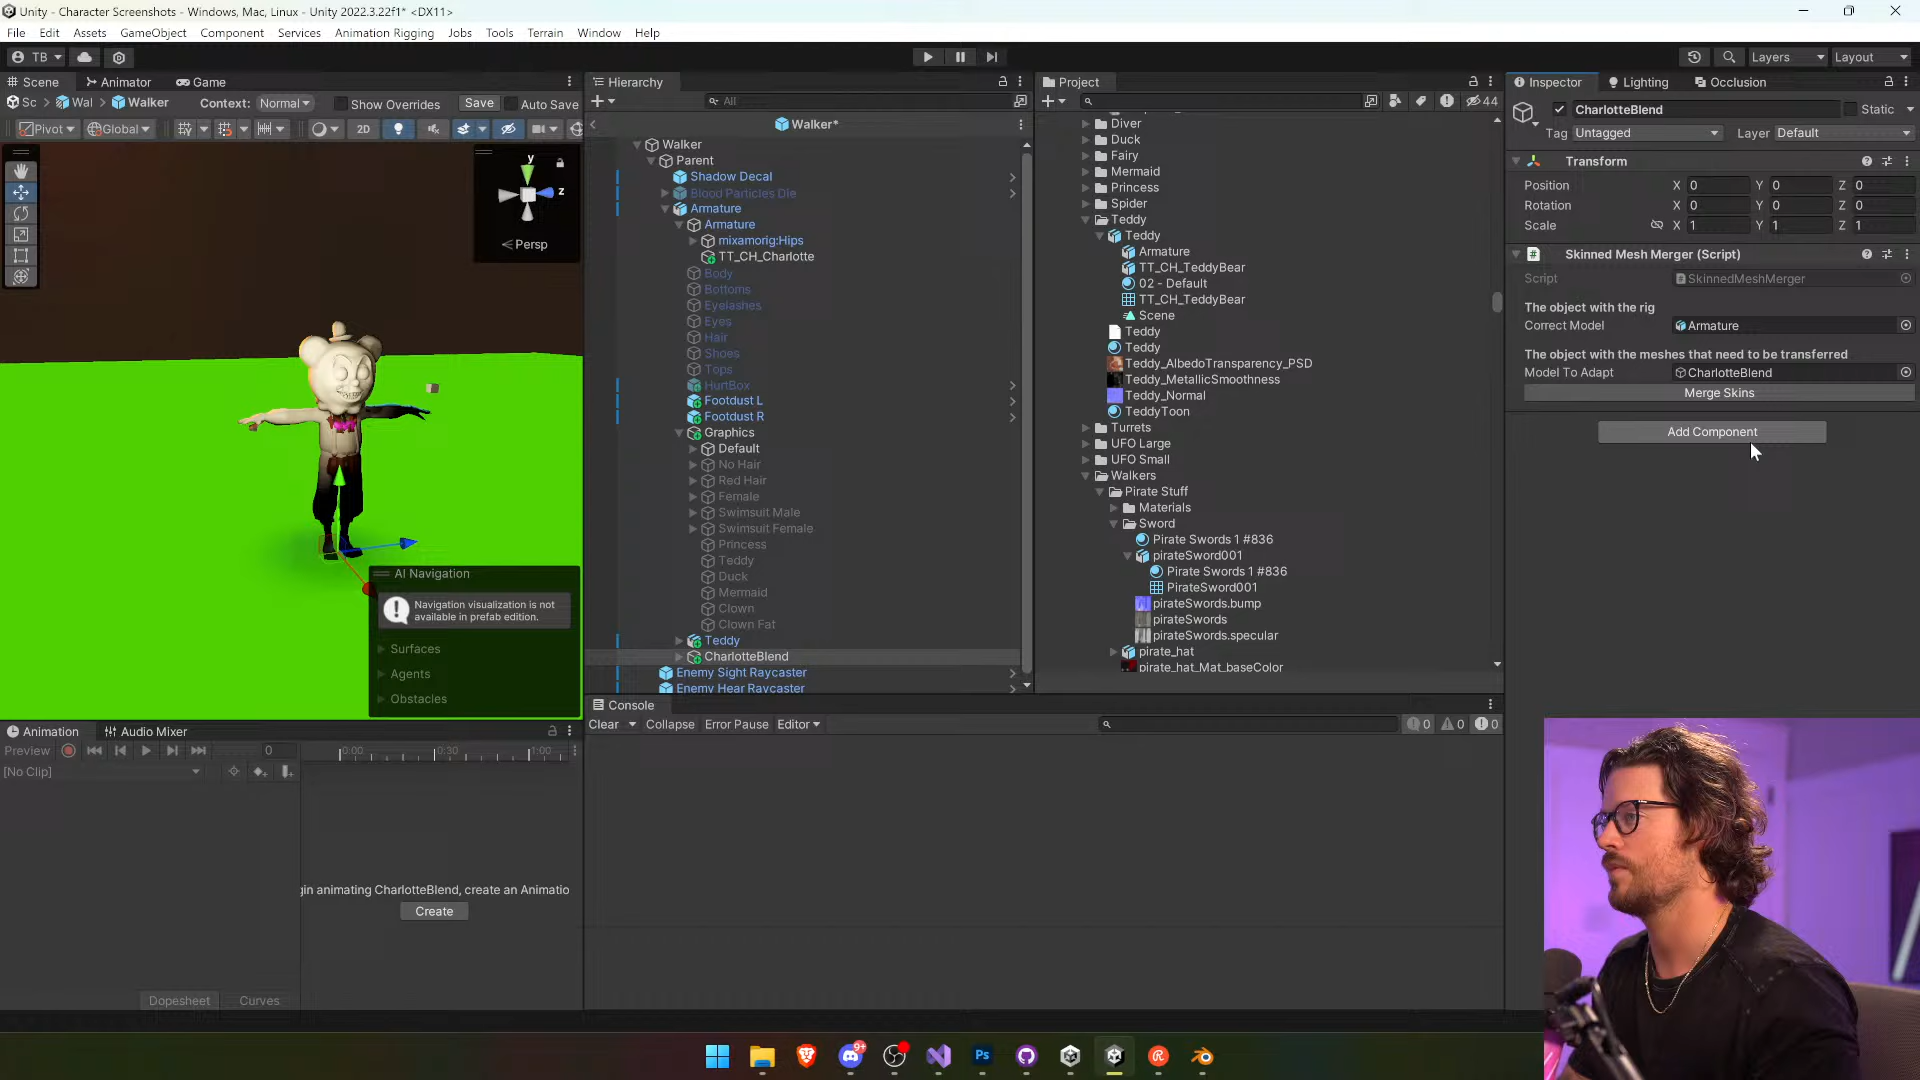 Unity - Character Screenshots - Windows, Mac, Linux - Unity 2022.3.22f1* <DX11>
File Edit Assets GameObject Component Services Animation Rigging Jobs Tools Terrain Window Help
TB Layers Layout
Scene Animator Game
Sc Wal Walker Context: Normal Show Overrides Save Auto Save
Pivot Global 2D
y
z
Persp
AI Navigation
Navigation visualization is not
available in prefab edition.
Surfaces
Agents
Obstacles
Hierarchy
All
Walker*
Walker
Parent
Shadow Decal
Blood Particles Die
Armature
Armature
mixamorig:Hips
TT_CH_Charlotte
Body
Bottoms
Eyelashes
Eyes
Hair
Shoes
Tops
HurtBox
Footdust L
Footdust R
Graphics
Default
No Hair
Red Hair
Female
Swimsuit Male
Swimsuit Female
Princess
Teddy
Duck
Mermaid
Clown
Clown Fat
Teddy
CharlotteBlend
Enemy Sight Raycaster
Enemy Hear Raycaster
Project
44
Diver
Duck
Fairy
Mermaid
Princess
Spider
Teddy
Teddy
Armature
TT_CH_TeddyBear
02 - Default
TT_CH_TeddyBear
Scene
Teddy
Teddy
Teddy_AlbedoTransparency_PSD
Teddy_MetallicSmoothness
Teddy_Normal
TeddyToon
Turrets
UFO Large
UFO Small
Walkers
Pirate Stuff
Materials
Sword
Pirate Swords 1 #836
pirateSword001
Pirate Swords 1 #836
PirateSword001
pirateSwords.bump
pirateSwords
pirateSwords.specular
pirate_hat
pirate_hat_Mat_baseColor
Inspector Lighting Occlusion
CharlotteBlend Static
Tag Untagged Layer Default
Transform
Position X 0 Y 0 Z 0
Rotation X 0 Y 0 Z 0
Scale X 1 Y 1 Z 1
Skinned Mesh Merger (Script)
Script SkinnedMeshMerger
The object with the rig
Correct Model Armature
The object with the meshes that need to be transferred
Model To Adapt CharlotteBlend
Merge Skins
Add Component
Console
Clear Collapse Error Pause Editor 0 0 0
Animation Audio Mixer
Preview 0 0:00 0:30 1:00
[No Clip]
gin animating CharlotteBlend, create an Animatio
Create
Dopesheet Curves
9+
Ps